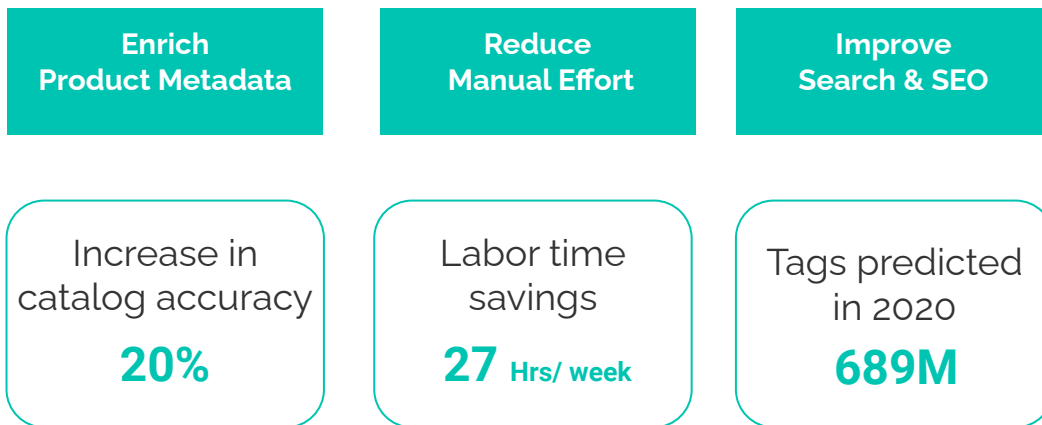 Enrich
Product Metadata
Reduce
Manual Effort
Improve
Search & SEO
Increase in
catalog accuracy
20%
Labor time
savings
27 Hrs/ week
Tags predicted
in 2020
689M